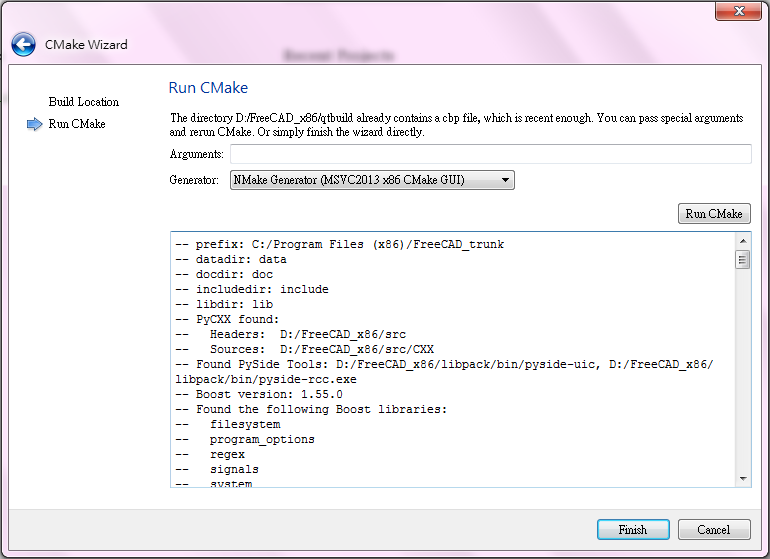 CMake Wizard
Recent Projects
Build Location
Run CMake
Run CMake
The directory D:/FreeCAD_x86/qtbuild already contains a cbp file, which is recent enough. You can pass special arguments
and rerun CMake. Or simply finish the wizard directly.
Arguments:
Generator: NMake Generator (MSVC2013 x86 CMake GUI)
Run CMake
-- prefix: C:/Program Files (x86)/FreeCAD_trunk
-- datadir: data
-- docdir: doc
-- includedir: include
-- libdir: lib
-- PyCXX found:
--   Headers:  D:/FreeCAD_x86/src
--   Sources:  D:/FreeCAD_x86/src/CXX
-- Found PySide Tools: D:/FreeCAD_x86/libpack/bin/pyside-uic, D:/FreeCAD_x86/
libpack/bin/pyside-rcc.exe
-- Boost version: 1.55.0
-- Found the following Boost libraries:
--   filesystem
--   program_options
--   regex
--   signals
--   system
Finish
Cancel